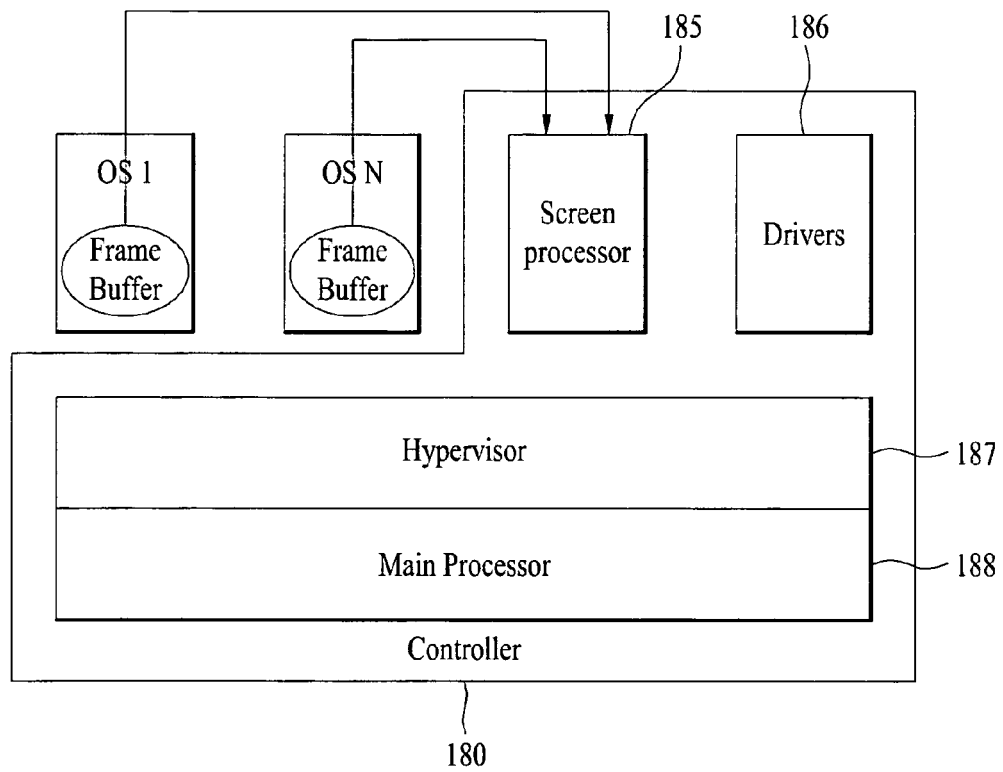 185
186
OS 1
Frame
Buffer
OS N
Frame
Buffer
Screen
processor
Drivers
Hypervisor
187
Main Processor
188
Controller
180